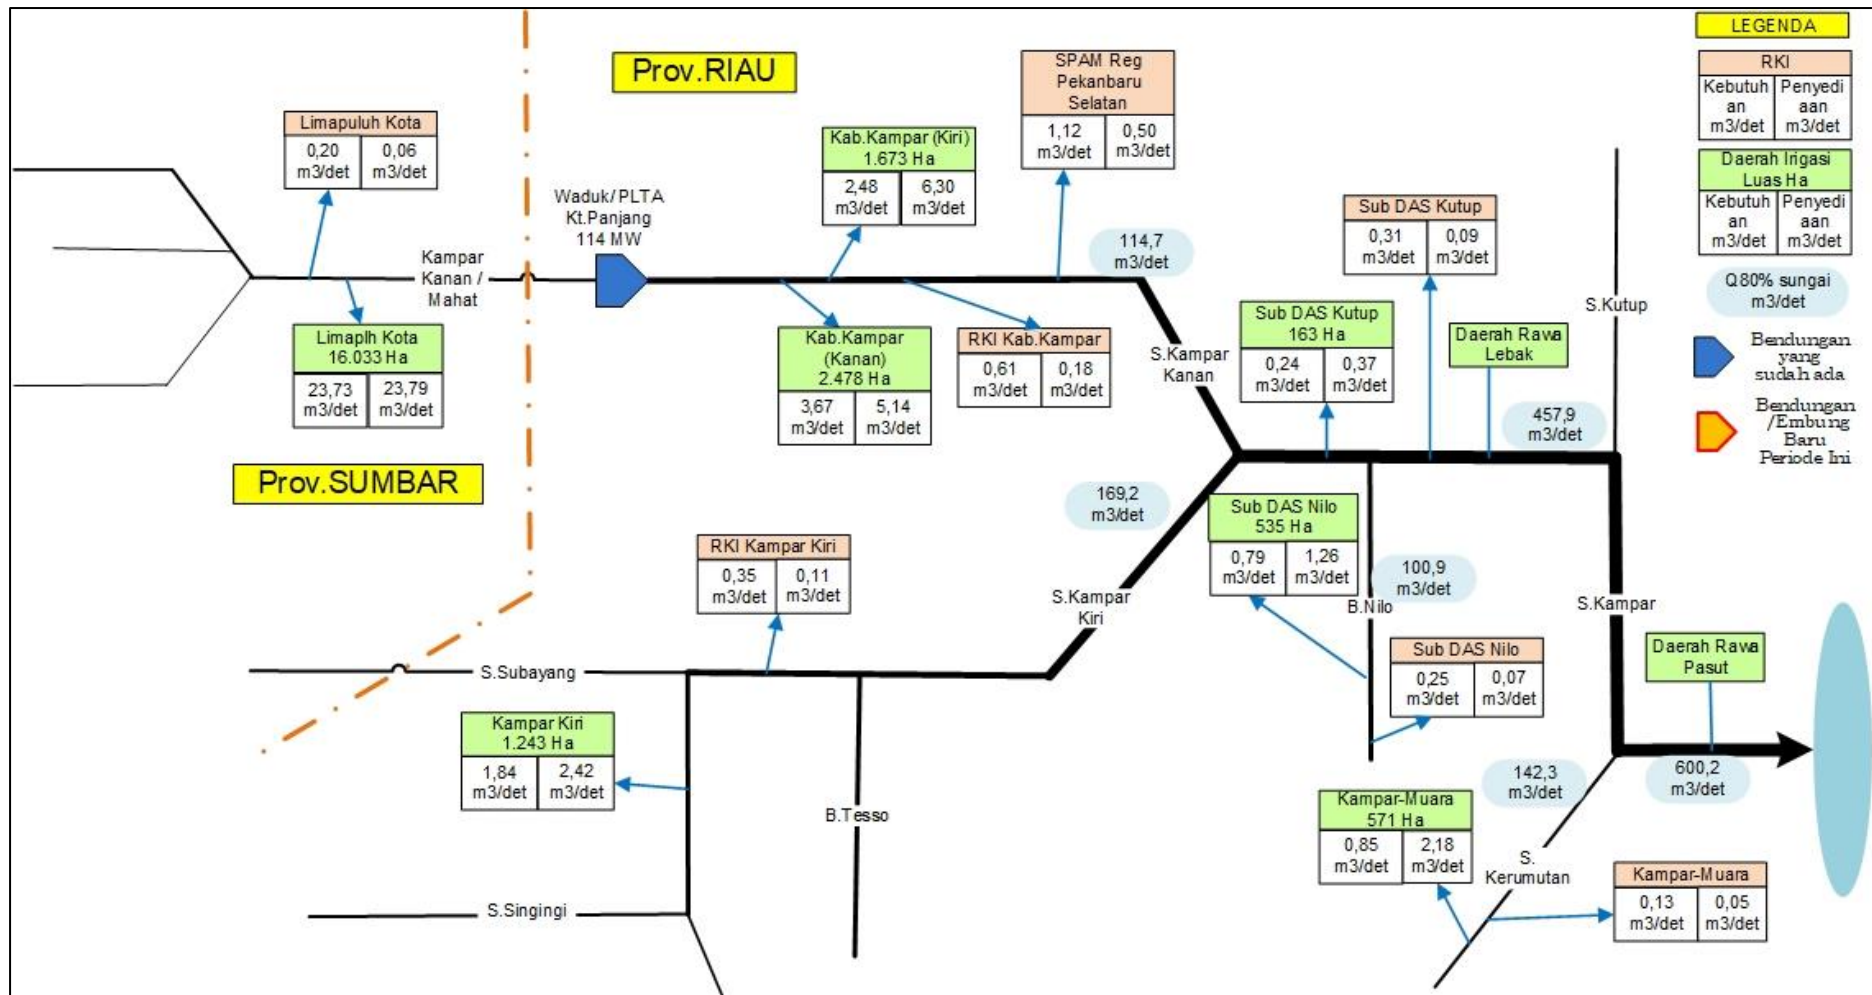 Prov.RIAU
SPAM Reg
Pekanbaru
Selatan
1,12
m3/det
0,50
m3/det
LEGENDA
RKI
Kebutuh
an
m3/det
Penyedi
aan
m3/det
Daerah Irigasi
Luas Ha
Kebutuh
an
m3/det
Penyedi
aan
m3/det
Q80% sungai
m3/det
Bendungan
yang
sudah ada
Bendungan
/Embung
Baru
Periode Ini
Limapuluh Kota
0,20
m3/det
0,06
m3/det
Kab.Kampar (Kiri)
1.673 Ha
2,48
m3/det
6,30
m3/det
Waduk/PLTA
Kt.Panjang
114 MW
Kampar
Kanan /
Mahat
114,7
m3/det
Sub DAS Kutup
0,31
m3/det
0,09
m3/det
S.Kutup
Limaplh Kota
16.033 Ha
23,73
m3/det
23,79
m3/det
Kab.Kampar
(Kanan)
2.478 Ha
3,67
m3/det
5,14
m3/det
RKI Kab.Kampar
0,61
m3/det
0,18
m3/det
S.Kampar
Kanan
Sub DAS Kutup
163 Ha
0,24
m3/det
0,37
m3/det
Daerah Rawa
Lebak
457,9
m3/det
Prov.SUMBAR
169,2
m3/det
Sub DAS Nilo
535 Ha
0,79
m3/det
1,26
m3/det
100,9
m3/det
B.Nilo
RKI Kampar Kiri
0,35
m3/det
0,11
m3/det
S.Kampar
Kiri
S.Kampar
S.Subayang
Sub DAS Nilo
0,25
m3/det
0,07
m3/det
Daerah Rawa
Pasut
Kampar Kiri
1.243 Ha
1,84
m3/det
2,42
m3/det
B.Tesso
142,3
m3/det
600,2
m3/det
Kampar-Muara
571 Ha
0,85
m3/det
2,18
m3/det
S.
Kerumutan
Kampar-Muara
0,13
m3/det
0,05
m3/det
S.Singingi